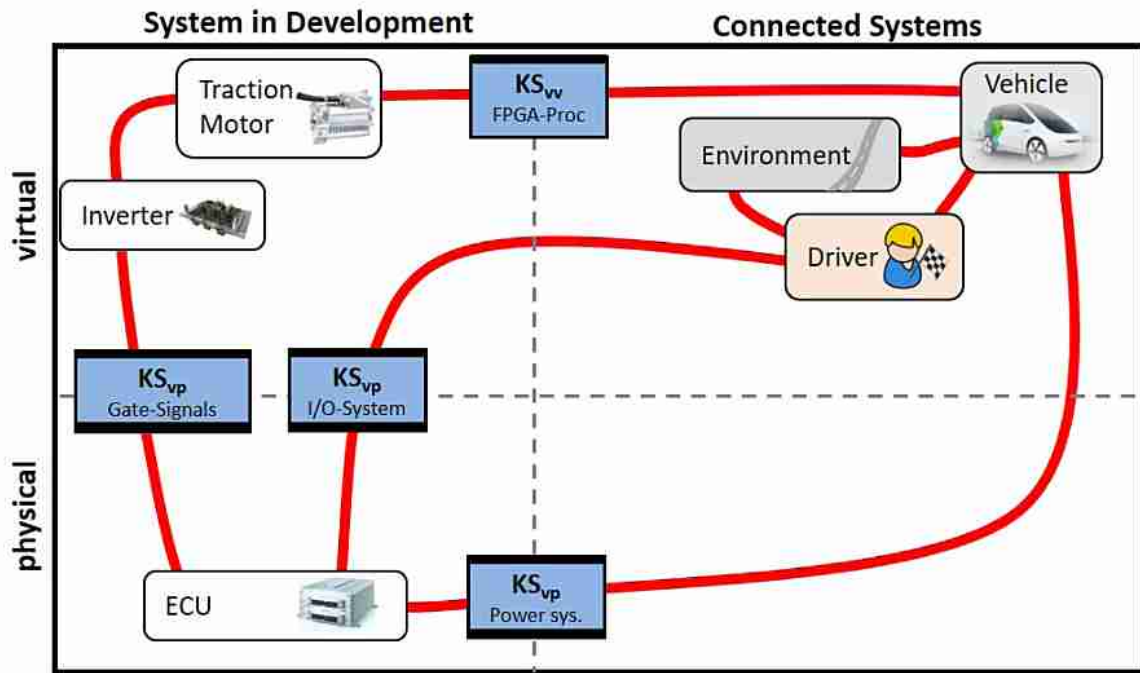 System in Development
Connected Systems
virtual
physical
Traction
Motor
KSvv
FPGA-Proc
Vehicle
Environment
Inverter
Driver
KSvp
Gate-Signals
KSvp
I/O-System
ECU
KSvp
Power sys.